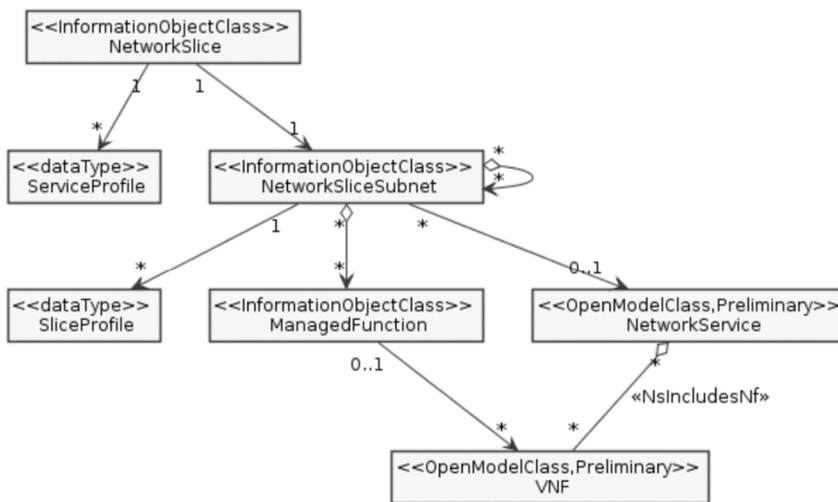 <<InformationObjectClass>>
NetworkSlice
1
1
*
1
<<dataType>>
ServiceProfile
<<InformationObjectClass>>
NetworkSliceSubnet
*
*
1
*
*
*
*
0..1
<<dataType>>
SliceProfile
<<InformationObjectClass>>
ManagedFunction
<<OpenModelClass,Preliminary>>
NetworkService
0..1
*
«NsIncludesNf»
*
*
<<OpenModelClass,Preliminary>>
VNF